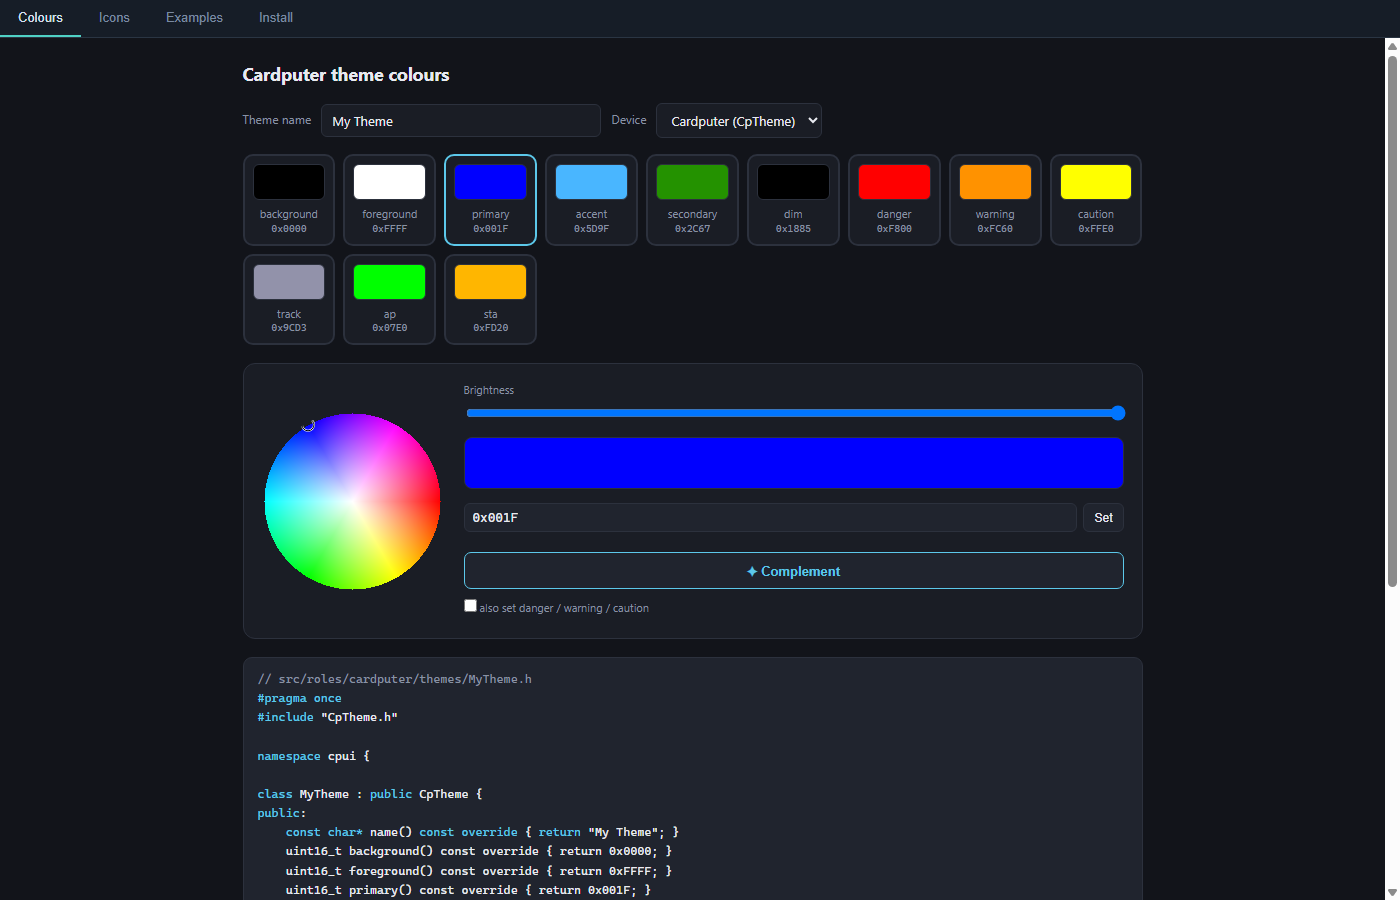 Colours Icons Examples Install
Cardputer theme colours
Theme name My Theme Device Cardputer (CpTheme)
background foreground primary accent secondary dim danger warning caution
0x0000 0xFFFF 0x001F 0x5D9F 0x2C67 0x1885 0xF800 0xFC60 0xFFE0
track ap sta
0x9CD3 0x07E0 0xFD20
Brightness
0x001F Set
✦ Complement
also set danger / warning / caution
// src/roles/cardputer/themes/MyTheme.h
#pragma once
#include "CpTheme.h"
namespace cpui {
class MyTheme : public CpTheme {
public:
const char* name() const override { return "My Theme"; }
uint16_t background() const override { return 0x0000; }
uint16_t foreground() const override { return 0xFFFF; }
uint16_t primary() const override { return 0x001F; }